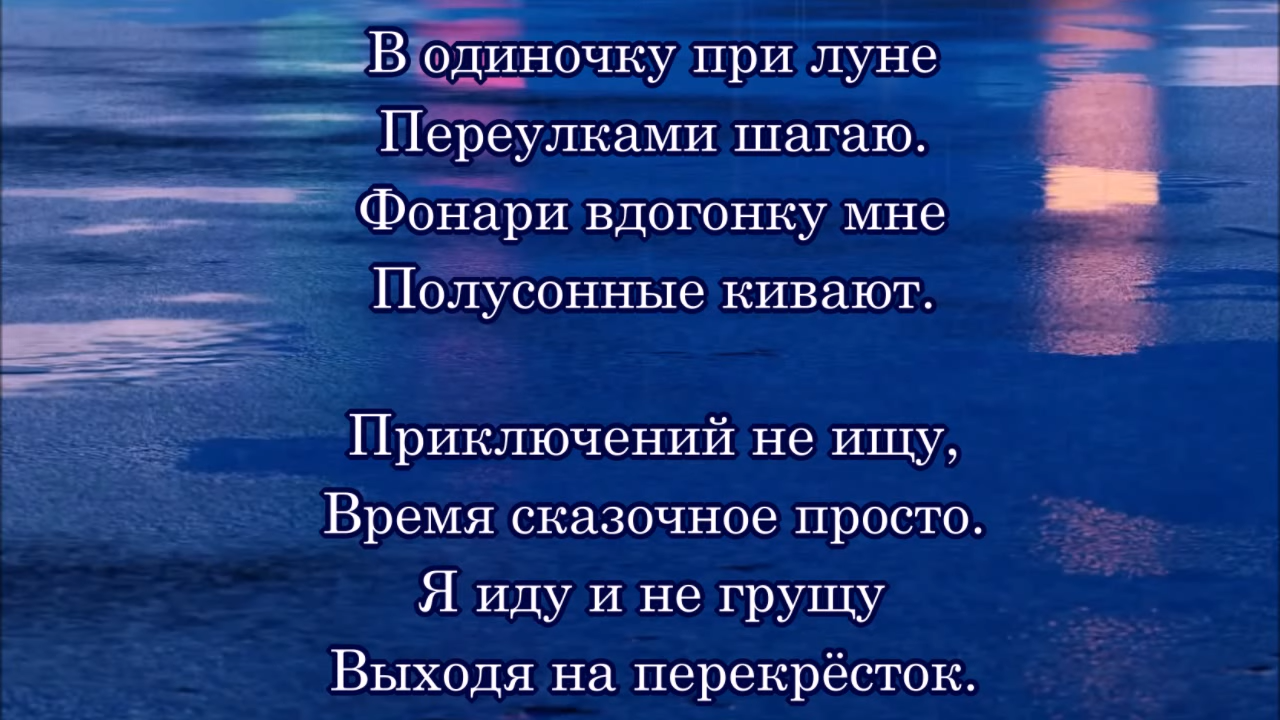 В одиночку при луне
Переулками шагаю.
Фонари вдогонку мне
Полусонные кивают.
Приключений не ищу,
Время сказочное просто.
Я иду и не грущу
Выходя на перекрёсток.